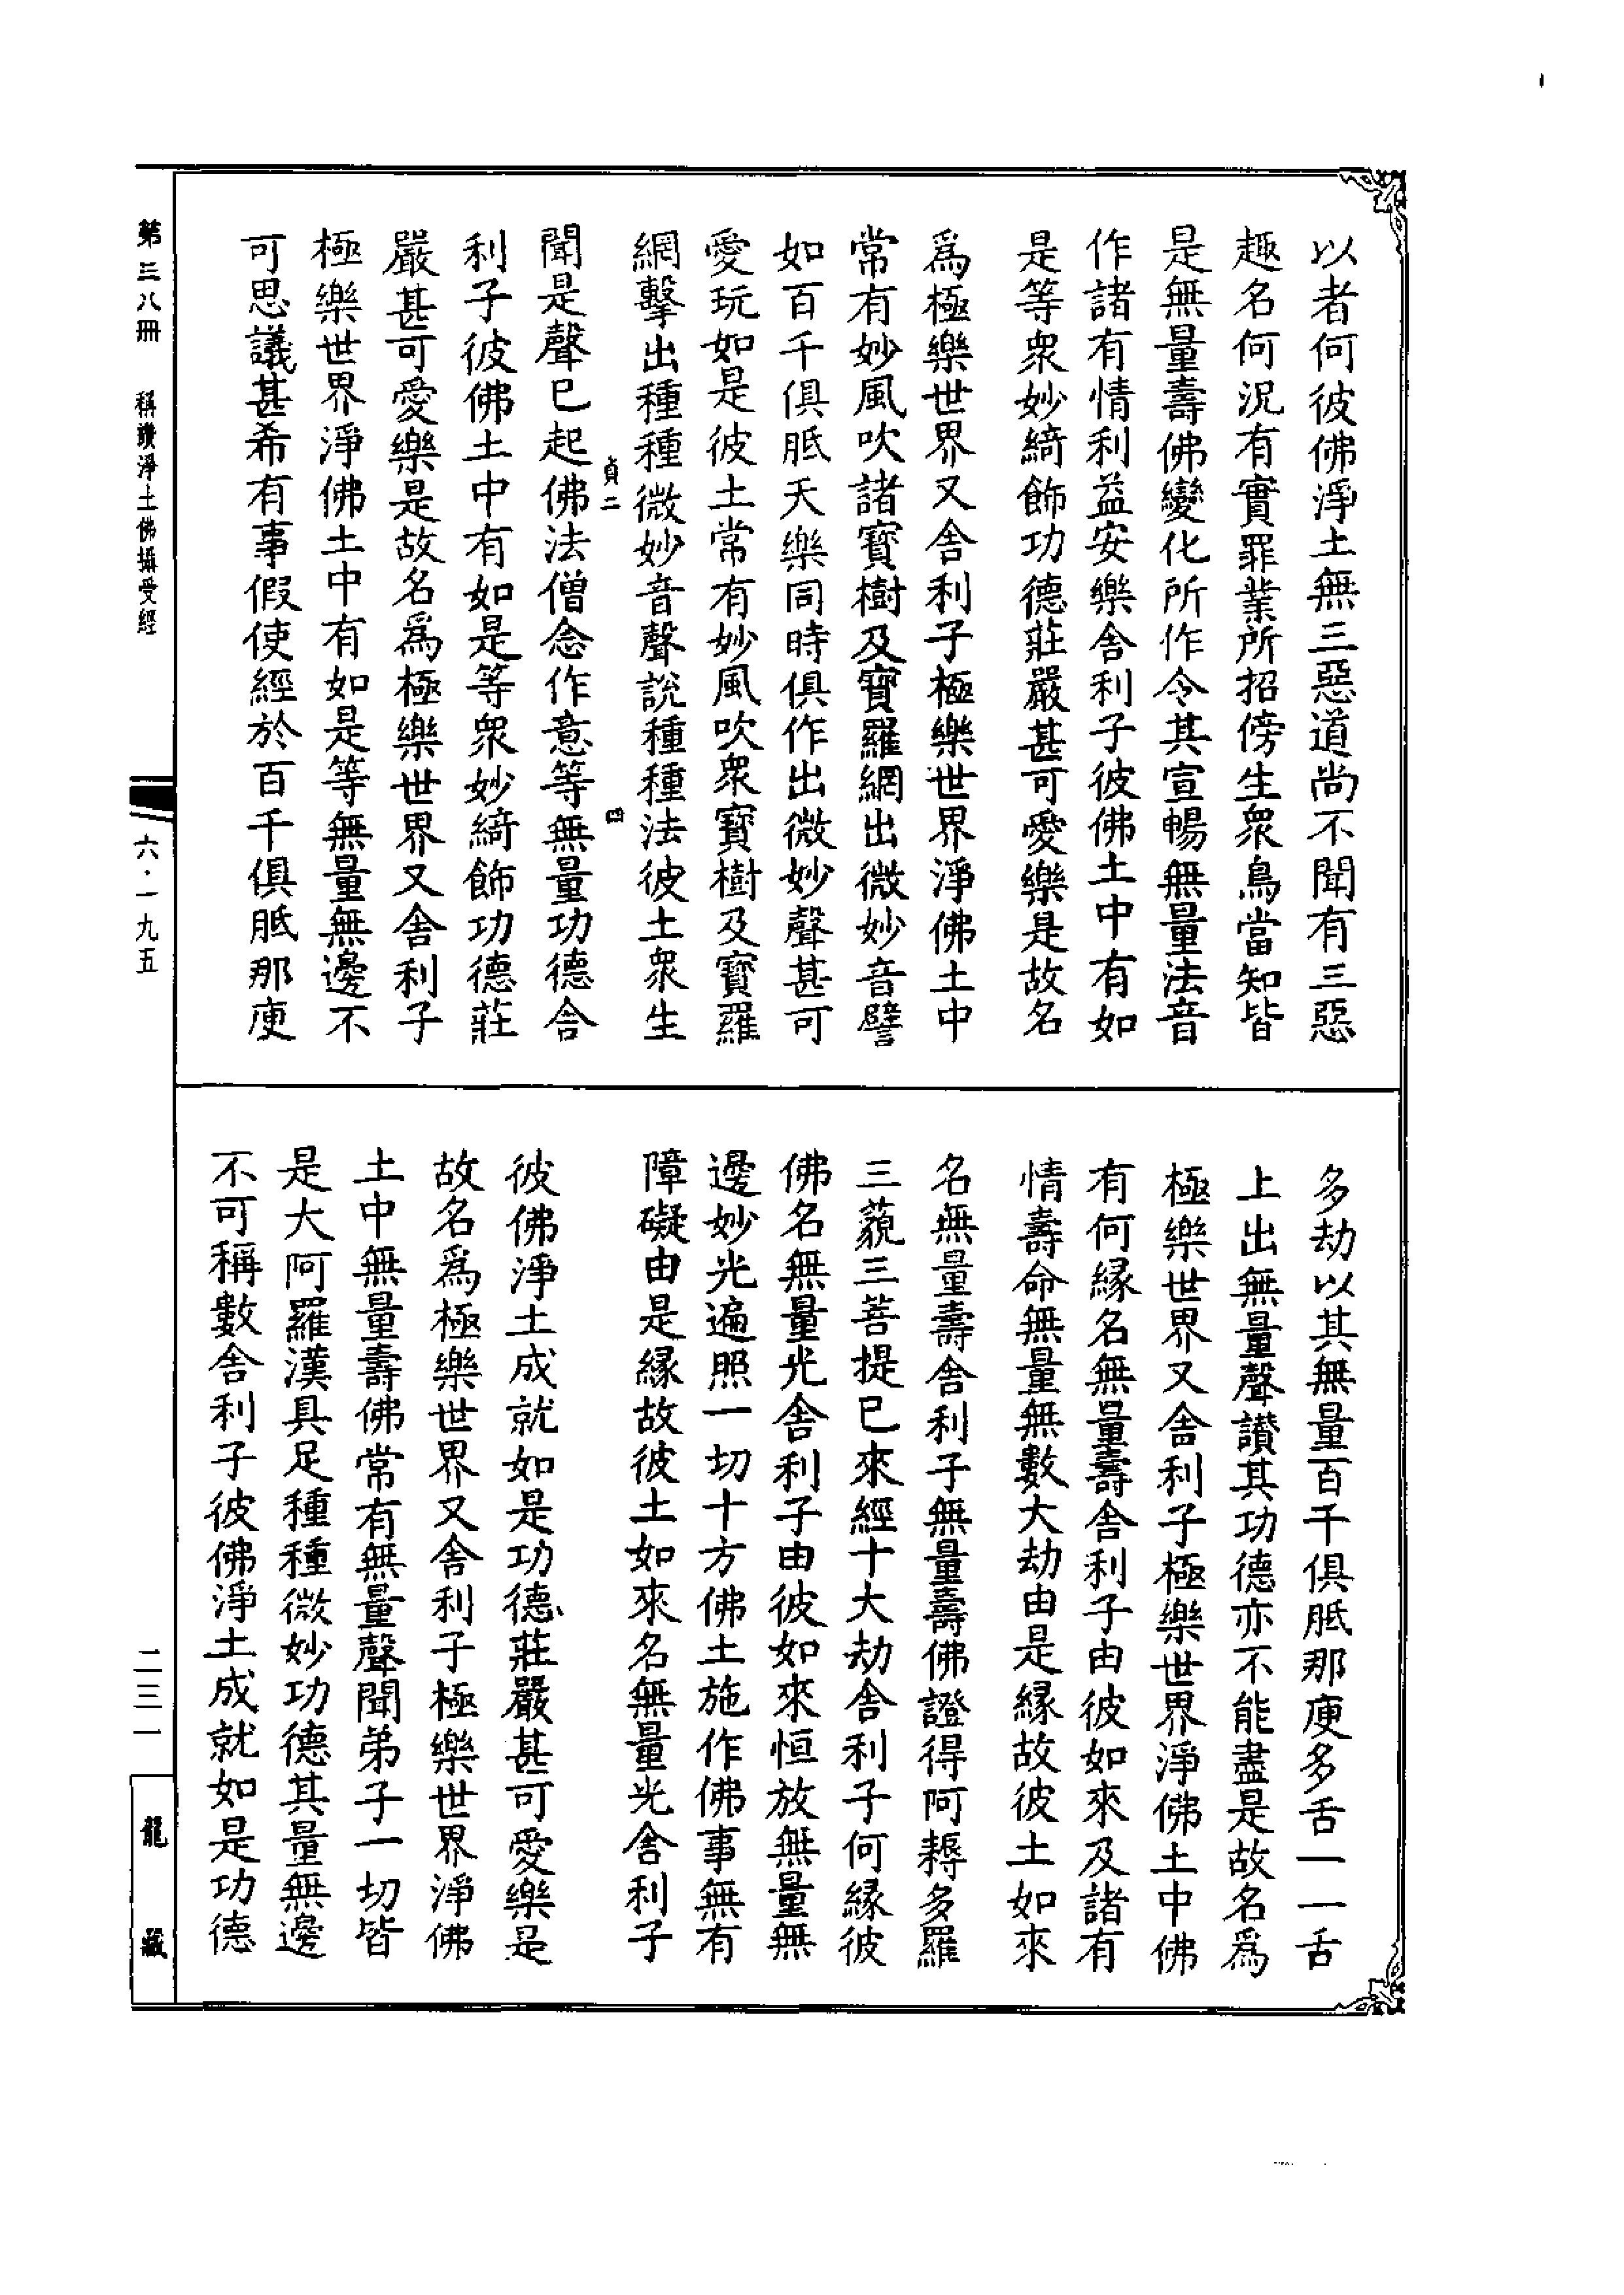 以者何彼佛淨土無三惡道尚不聞有三惡
趣名何況有實罪業所招傍生衆鳥當知皆
是無量壽佛變化所作令其宣暢無量法音
作諸有情利益安樂舍利子彼佛土中有如
是等衆妙綺飾功德莊嚴甚可愛樂是故名
爲極樂世界又舍利子極樂世界淨佛土中
常有妙風吹諸寶樹及寶羅網出微妙音譬
如百千俱胝天樂同時俱作出微妙聲甚可
愛玩如是彼土常有妙風吹衆寶樹及寶羅
網擊出種種微妙音聲說種種法彼土衆生
貞二
四
聞是聲已起佛法僧念作意等無量功德舍
利子彼佛土中有如是等衆妙綺飾功德莊
嚴甚可愛樂是故名爲極樂世界又舍利子
極樂世界淨佛土中有如是等無量無邊不
可思議甚希有事假使經於百千俱胝那庾
多劫以其無量百千俱胝那庾多舌一一舌
上出無量聲讃其功德亦不能盡是故名爲
極樂世界又舍利子極樂世界淨佛土中佛
有何緣名無量壽舍利子由彼如來及諸有
情壽命無量無數大劫由是緣故彼土如來
名無量壽舍利子無量壽佛證得阿耨多羅
三藐三菩提已來經十大劫舍利子何緣彼
佛名無量光舍利子由彼如來恒放無量無
邊妙光遍照一切十方佛土施作佛事無有
障礙由是緣故彼土如來名無量光舍利子
彼佛淨土成就如是功德莊嚴甚可愛樂是
故名爲極樂世界又舍利子極樂世界淨佛
土中無量壽佛常有無量聲聞弟子一切皆
是大阿羅漢具足種種微妙功德其量無邊
不可稱數舍利子彼佛淨土成就如是功德
第三八冊 稱讚淨土佛攝受經
六·一九五
二三一
龍藏